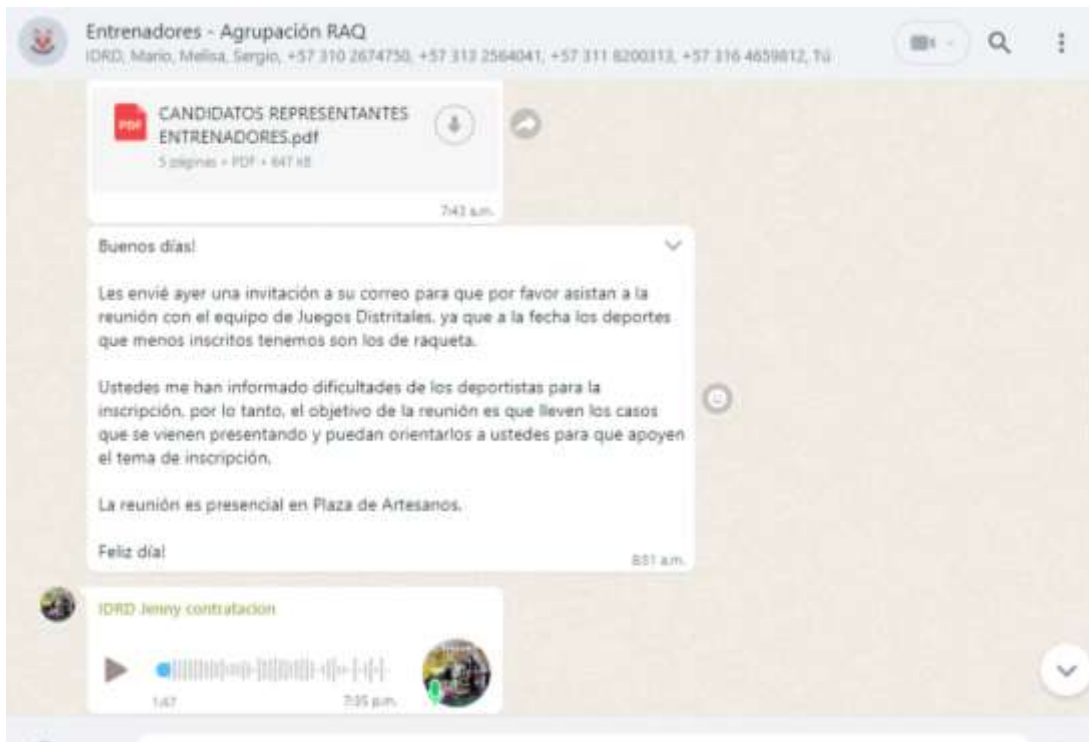 Entrenadores - Agrupación RAQ
IDRD, Mario, Melisa, Sergio, +57 310 2674750, +57 313 2564041, +57 311 8200313, +57 316 4659812, Tú
PDF
CANDIDATOS REPRESENTANTES
ENTRENADORES.pdf
5 páginas • PDF • 647 kB
7:43 a.m.
Buenos días!
Les envié ayer una invitación a su correo para que por favor asistan a la
reunión con el equipo de Juegos Distritales, ya que a la fecha los deportes
que menos inscritos tenemos son los de raqueta.
Ustedes me han informado dificultades de los deportistas para la
inscripción, por lo tanto, el objetivo de la reunión es que lleven los casos
que se vienen presentando y puedan orientarlos a ustedes para que apoyen
el tema de inscripción.
La reunión es presencial en Plaza de Artesanos.
Feliz día!
8:51 a.m.
IDRD Jenny contratacion
1:47
7:35 p.m.